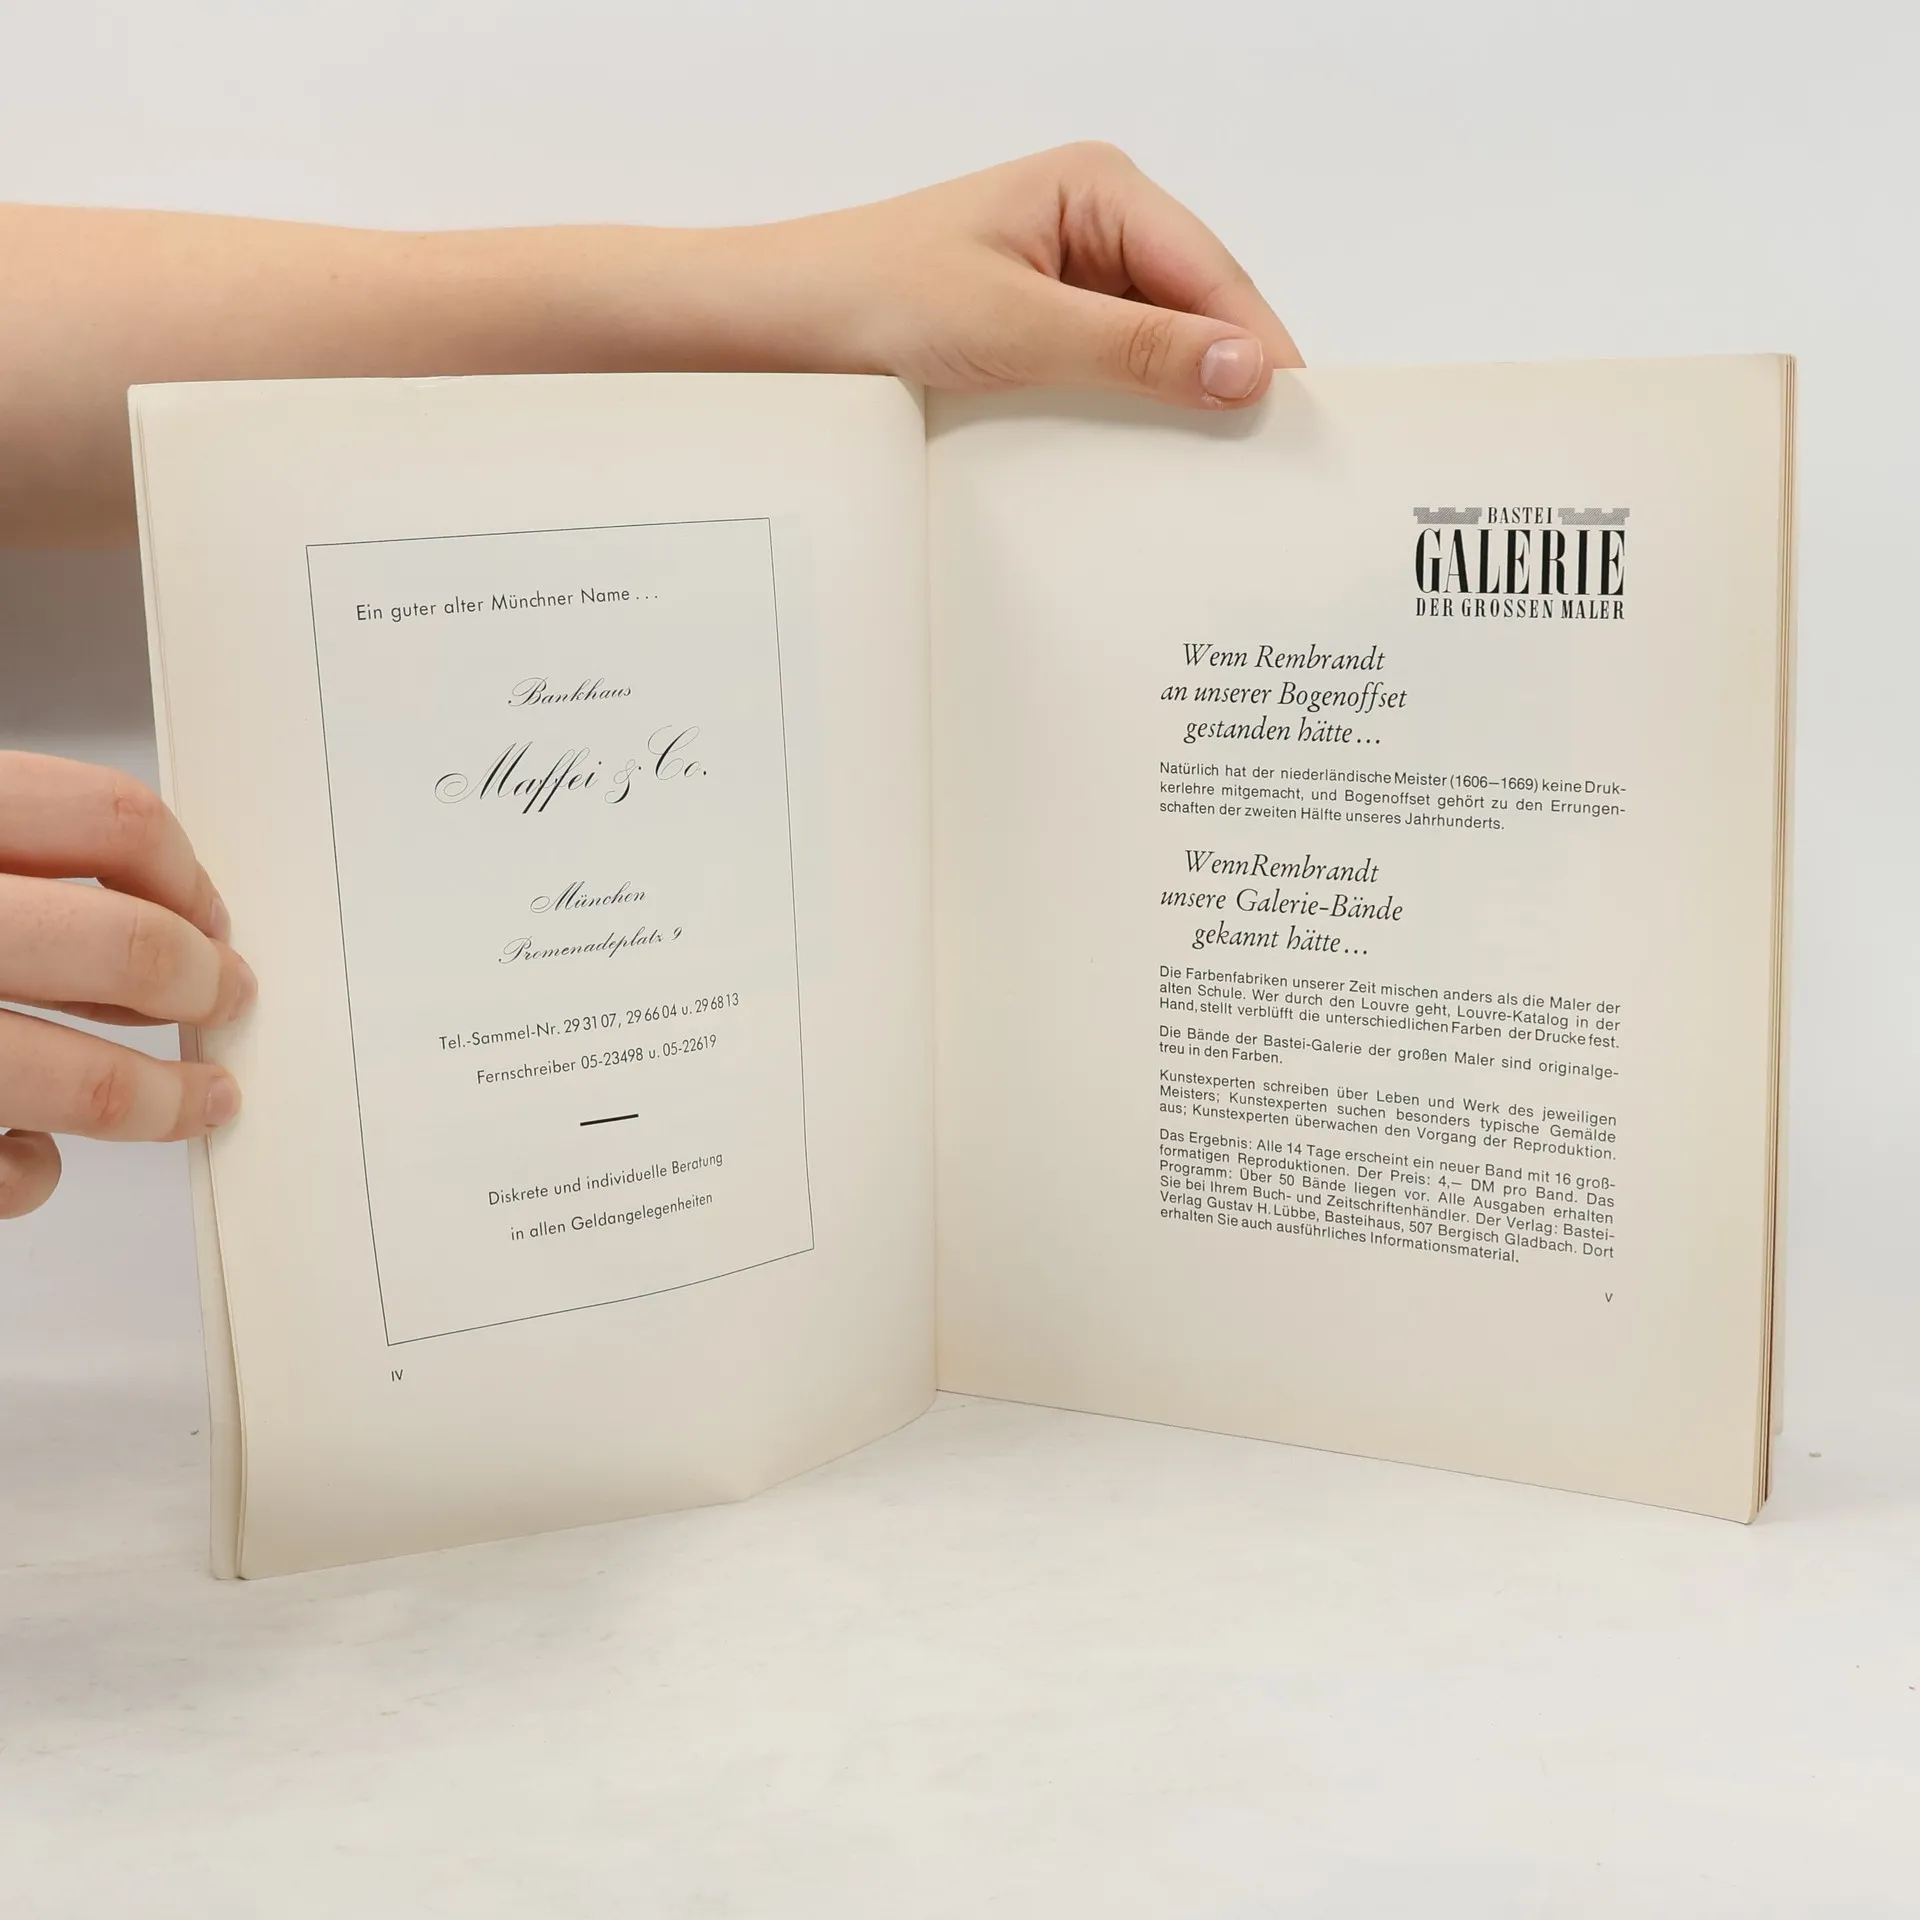 Ein guter alter Münchner Name . . .
Bankhaus
Maffei & Co.
München
Promenadeplatz 9
Tel.-Sammel-Nr. 29 31 07, 29 66 04 u. 29 68 13
Fernschreiber 05-23498 u. 05-22619
Diskrete und individuelle Beratung
in allen Geldangelegenheiten
IV
BASTEI
GALERIE
DER GROSSEN MALER
Wenn Rembrandt
an unserer Bogenoffset
gestanden hätte...
Natürlich hat der niederländische Meister (1606—1669) keine Druk-
kerlehre mitgemacht, und Bogenoffset gehört zu den Errungen-
schaften der zweiten Hälfte unseres Jahrhunderts.
Wenn Rembrandt
unsere Galerie-Bände
gekannt hätte...
Die Farbenfabriken unserer Zeit mischen anders als die Maler der
alten Schule. Wer durch den Louvre geht, Louvre-Katalog in der
Hand, stellt verblüfft die unterschiedlichen Farben der Drucke fest.
Die Bände der Bastei-Galerie der großen Maler sind originalge-
treu in den Farben.
Kunstexperten schreiben über Leben und Werk des jeweiligen
Meisters; Kunstexperten suchen besonders typische Gemälde
aus; Kunstexperten überwachen den Vorgang der Reproduktion.
Das Ergebnis: Alle 14 Tage erscheint ein neuer Band mit 16 groß-
formatigen Reproduktionen. Der Preis: 4,— DM pro Band. Das
Programm: Über 50 Bände liegen vor. Alle Ausgaben erhalten
Sie bei Ihrem Buch- und Zeitschriftenhändler. Der Verlag: Bastei-
Verlag Gustav H. Lübbe, Basteihaus, 507 Bergisch Gladbach. Dort
erhalten Sie auch ausführliches Informationsmaterial.
V